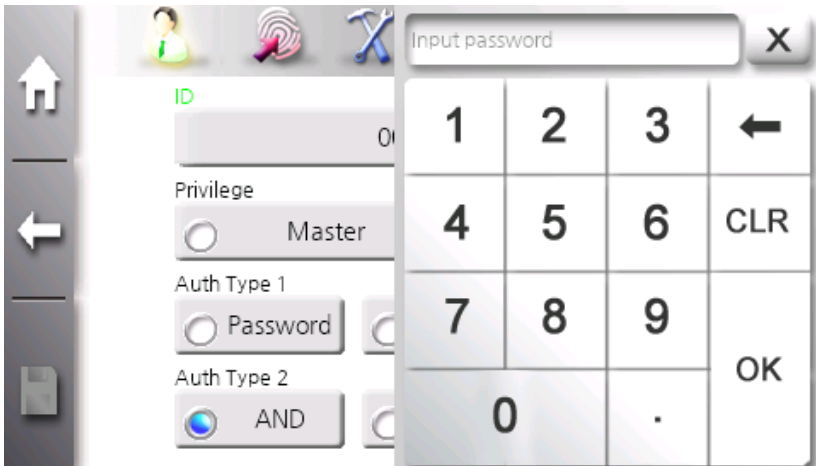 ID
Privilege
Master
Auth Type 1
Password
Auth Type 2
AND
Input password
X
1 2 3
4 5 6 CLR
7 8 9
OK
0 .